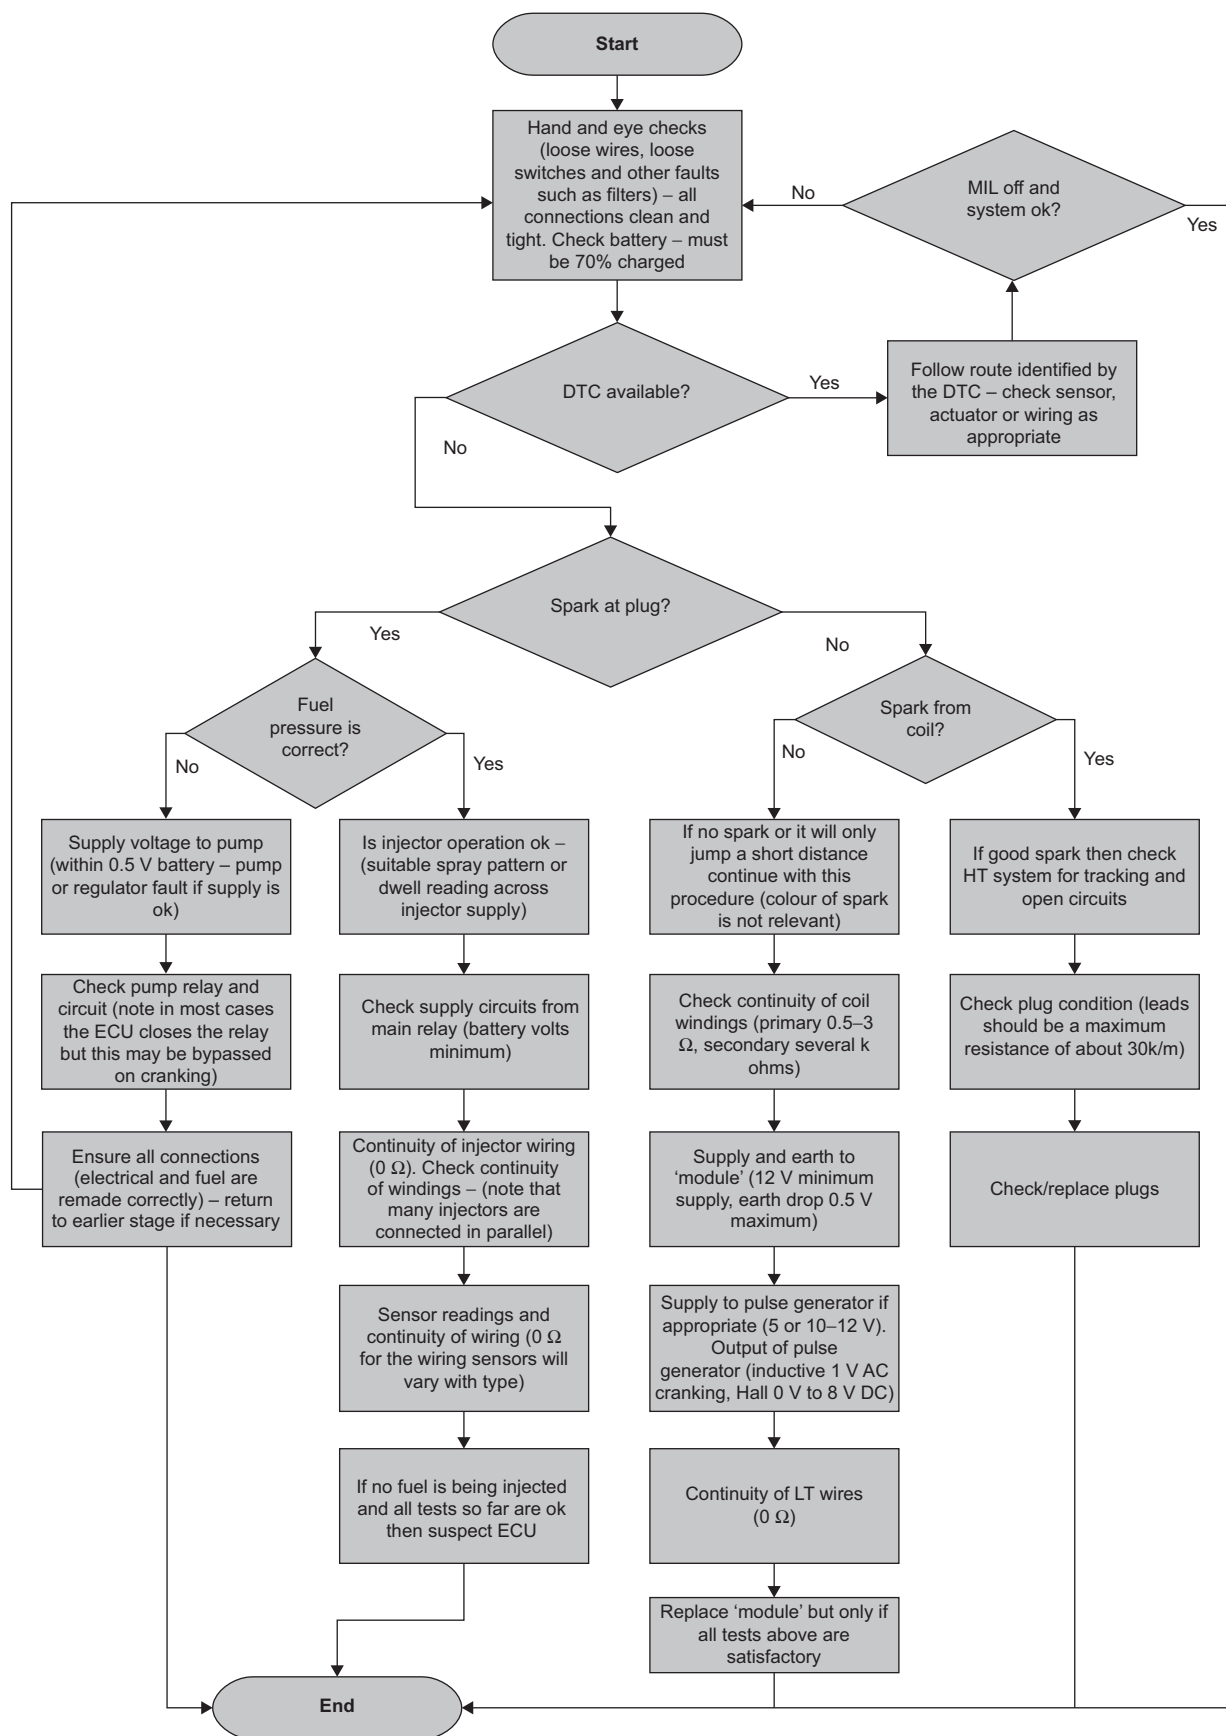 Start
Hand and eye checks
(loose wires, loose
switches and other faults
such as filters) – all
connections clean and
tight. Check battery – must
be 70% charged
No
MIL off and
system ok?
Yes
DTC available?
Yes
Follow route identified by
the DTC – check sensor,
actuator or wiring as
appropriate
No
Spark at plug?
Yes
No
Fuel
pressure is
correct?
Spark from
coil?
No
Yes
No
Yes
Supply voltage to pump
(within 0.5 V battery – pump
or regulator fault if supply is
ok)
Is injector operation ok –
(suitable spray pattern or
dwell reading across
injector supply)
If no spark or it will only
jump a short distance
continue with this
procedure (colour of spark
is not relevant)
If good spark then check
HT system for tracking and
open circuits
Check pump relay and
circuit (note in most cases
the ECU closes the relay
but this may be bypassed
on cranking)
Check supply circuits from
main relay (battery volts
minimum)
Check continuity of coil
windings (primary 0.5–3
Ω, secondary several k
ohms)
Check plug condition (leads
should be a maximum
resistance of about 30k/m)
Ensure all connections
(electrical and fuel are
remade correctly) – return
to earlier stage if necessary
Continuity of injector wiring
(0 Ω). Check continuity
of windings – (note that
many injectors are
connected in parallel)
Supply and earth to
‘module’ (12 V minimum
supply, earth drop 0.5 V
maximum)
Check/replace plugs
Sensor readings and
continuity of wiring (0 Ω
for the wiring sensors will
vary with type)
Supply to pulse generator if
appropriate (5 or 10–12 V).
Output of pulse
generator (inductive 1 V AC
cranking, Hall 0 V to 8 V DC)
If no fuel is being injected
and all tests so far are ok
then suspect ECU
Continuity of LT wires
(0 Ω)
Replace ‘module’ but only if
all tests above are
satisfactory
End